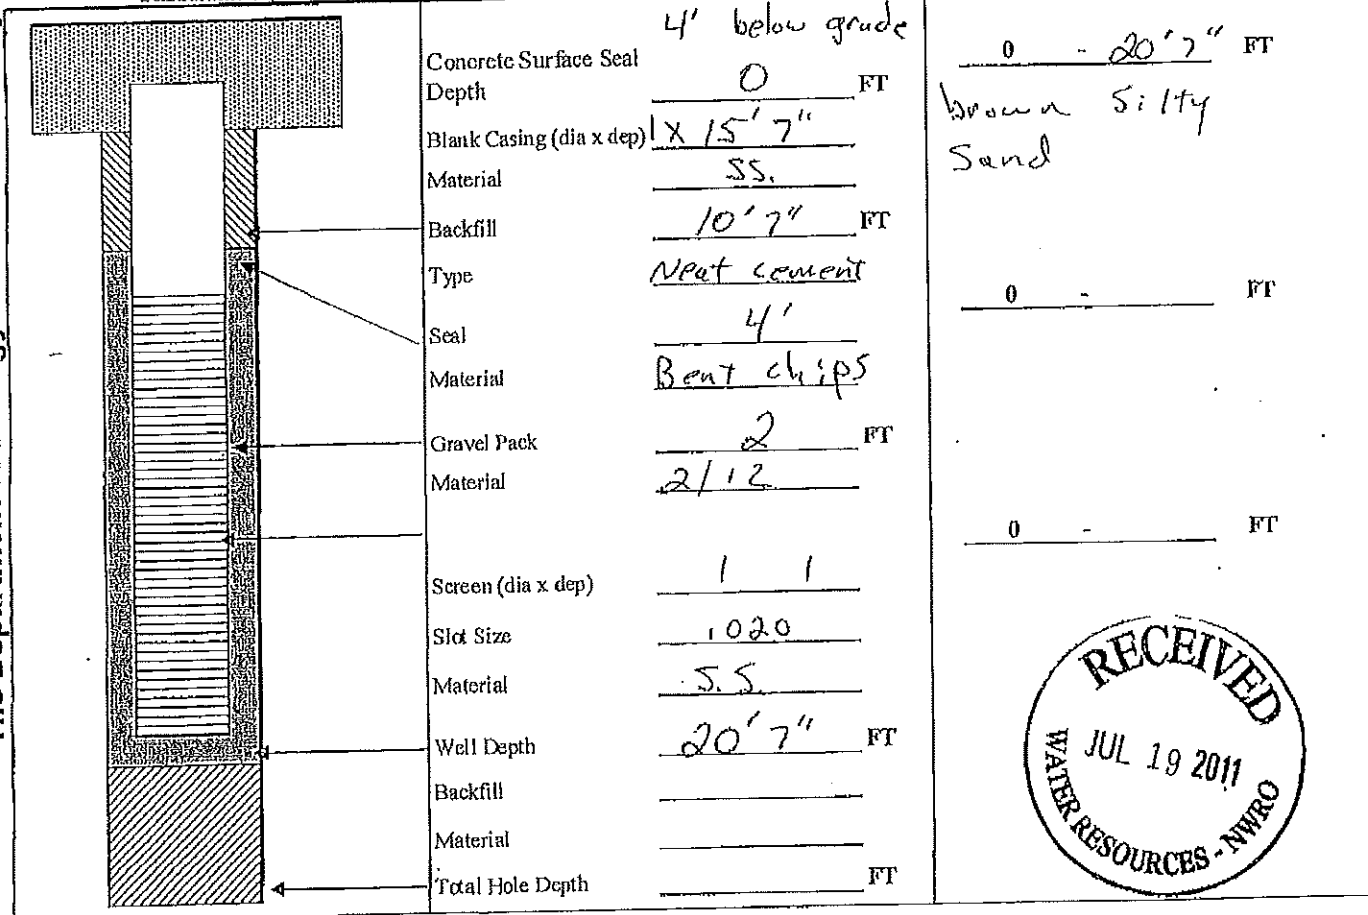 4' below grade
Concrete Surface Seal
Depth 0 FT
Blank Casing (dia x dep) 1 X 15' 7"
Material SS.
Backfill 10' 7" FT
Type Neat cement
Seal 4'
Material Bent chips
Gravel Pack 2 FT
Material 2/12
Screen (dia x dep) 1 1
Slot Size .020
Material S.S.
Well Depth 20' 7" FT
Backfill
Material
Total Hole Depth FT
0 - 20' 7" FT
brown Silty
Sand
0 - FT
0 - FT
RECEIVED
JUL 19 2011
WATER RESOURCES - NWRO